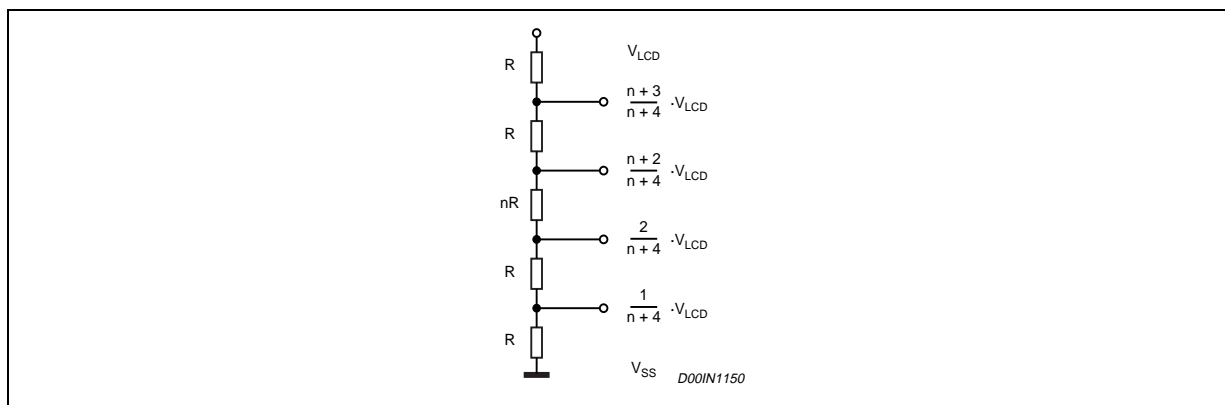 V_LCD
R
n + 3
n + 4 ·V_LCD
R
n + 2
n + 4 ·V_LCD
nR
2
n + 4 ·V_LCD
R
1
n + 4 ·V_LCD
R
V_SS
D00IN1150